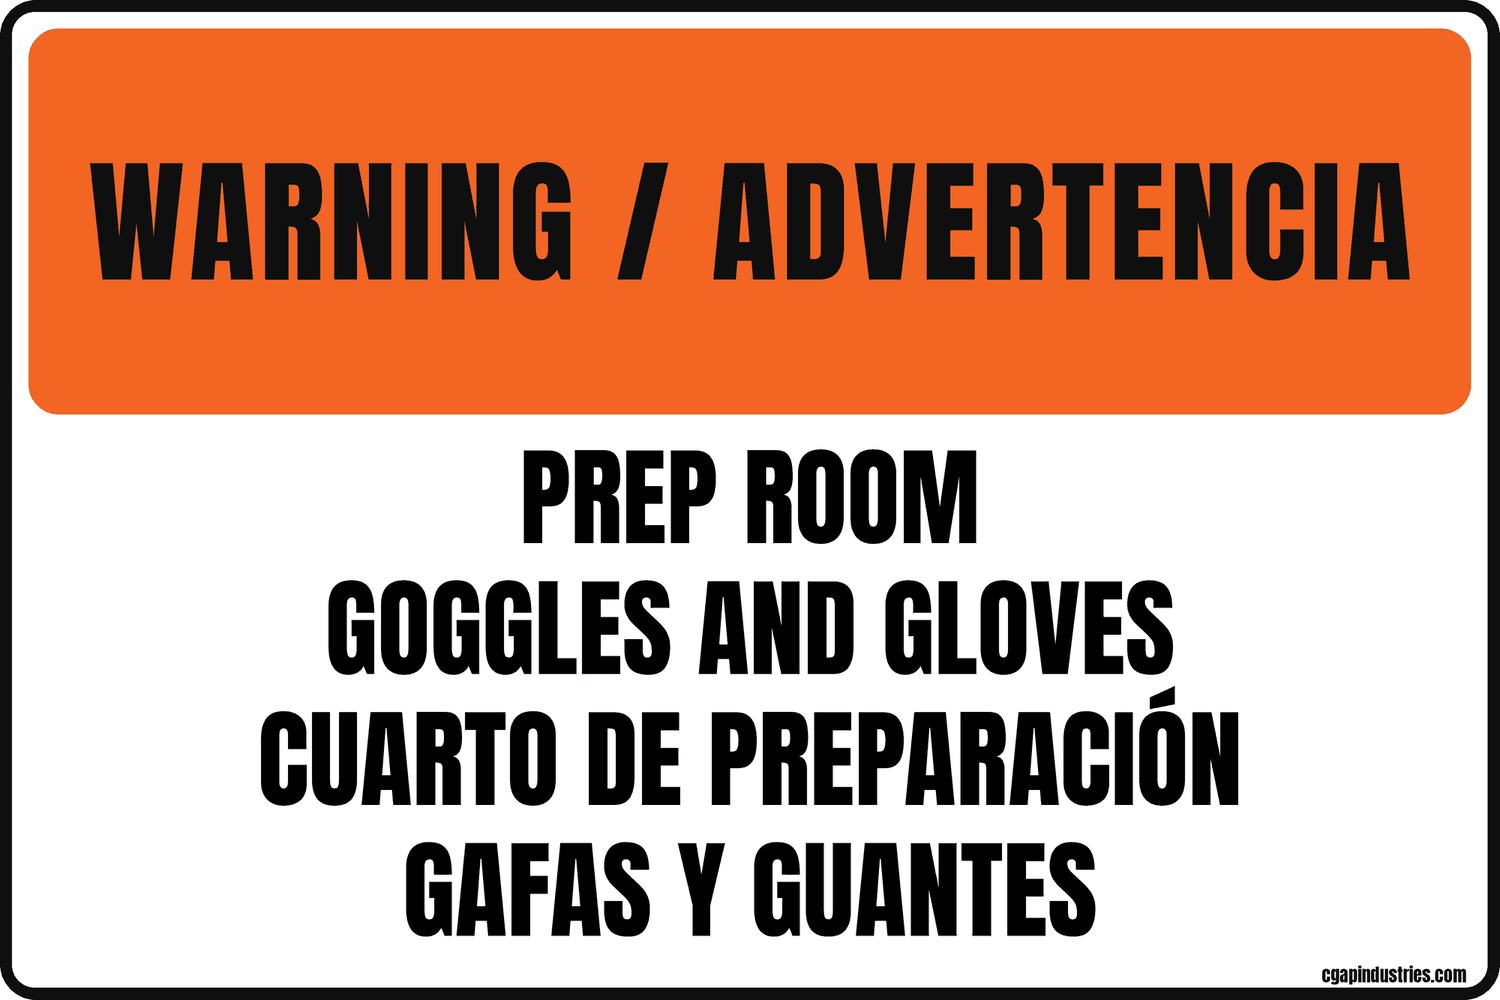 WARNING / ADVERTENCIA
PREP ROOM
GOGGLES AND GLOVES
CUARTO DE PREPARACIÓN
GAFAS Y GUANTES
cgapindustries.com